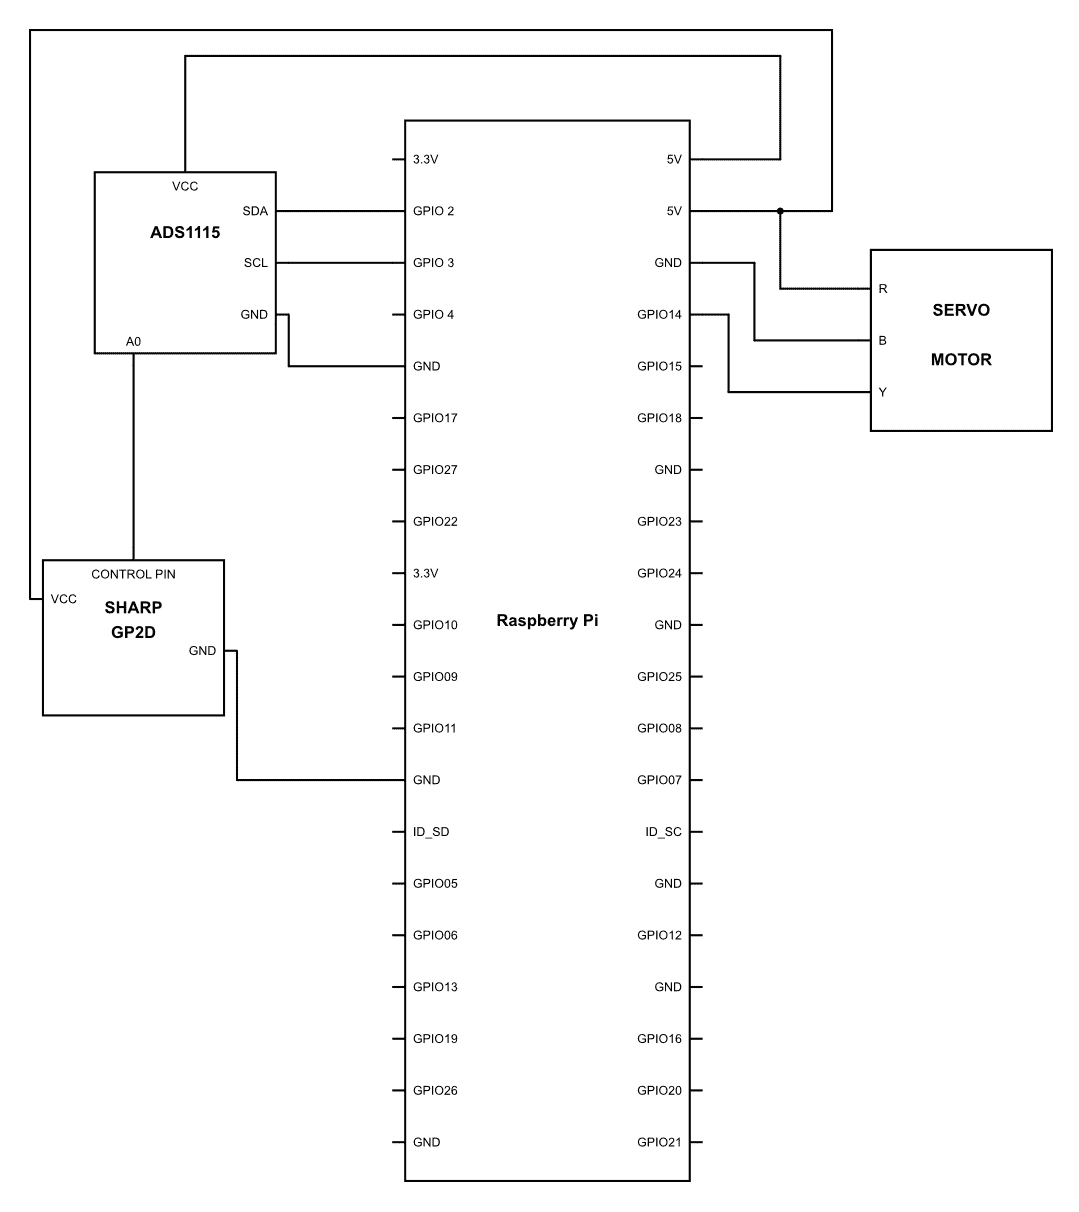 VCC
SDA
ADS1115
SCL
GND
A0
CONTROL PIN
VCC
SHARP
GP2D
GND
3.3V
GPIO 2
GPIO 3
GPIO 4
GND
GPIO17
GPIO27
GPIO22
3.3V
GPIO10
GPIO09
GPIO11
GND
ID_SD
GPIO05
GPIO06
GPIO13
GPIO19
GPIO26
GND
Raspberry Pi
5V
5V
GND
GPIO14
GPIO15
GPIO18
GND
GPIO23
GPIO24
GND
GPIO25
GPIO08
GPIO07
ID_SC
GND
GPIO12
GND
GPIO16
GPIO20
GPIO21
R
SERVO
B
MOTOR
Y